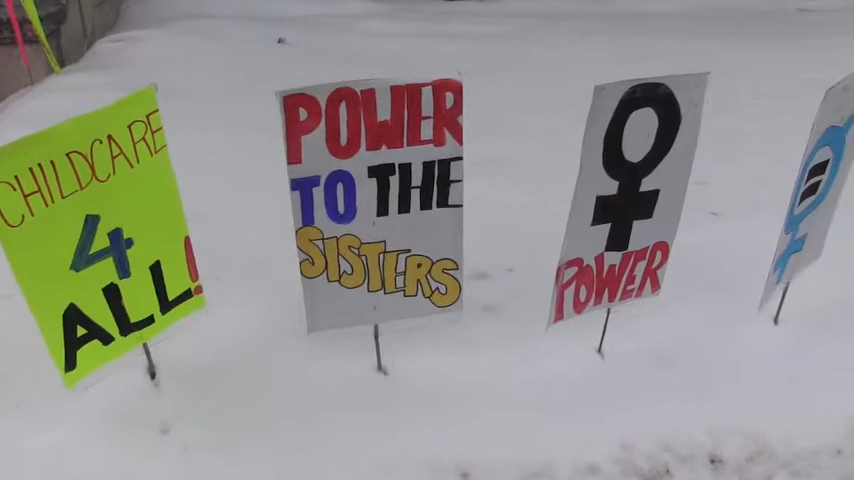 CHILDCARE
4
ALL!
POWER
TO THE
SISTERS
♀
POWER